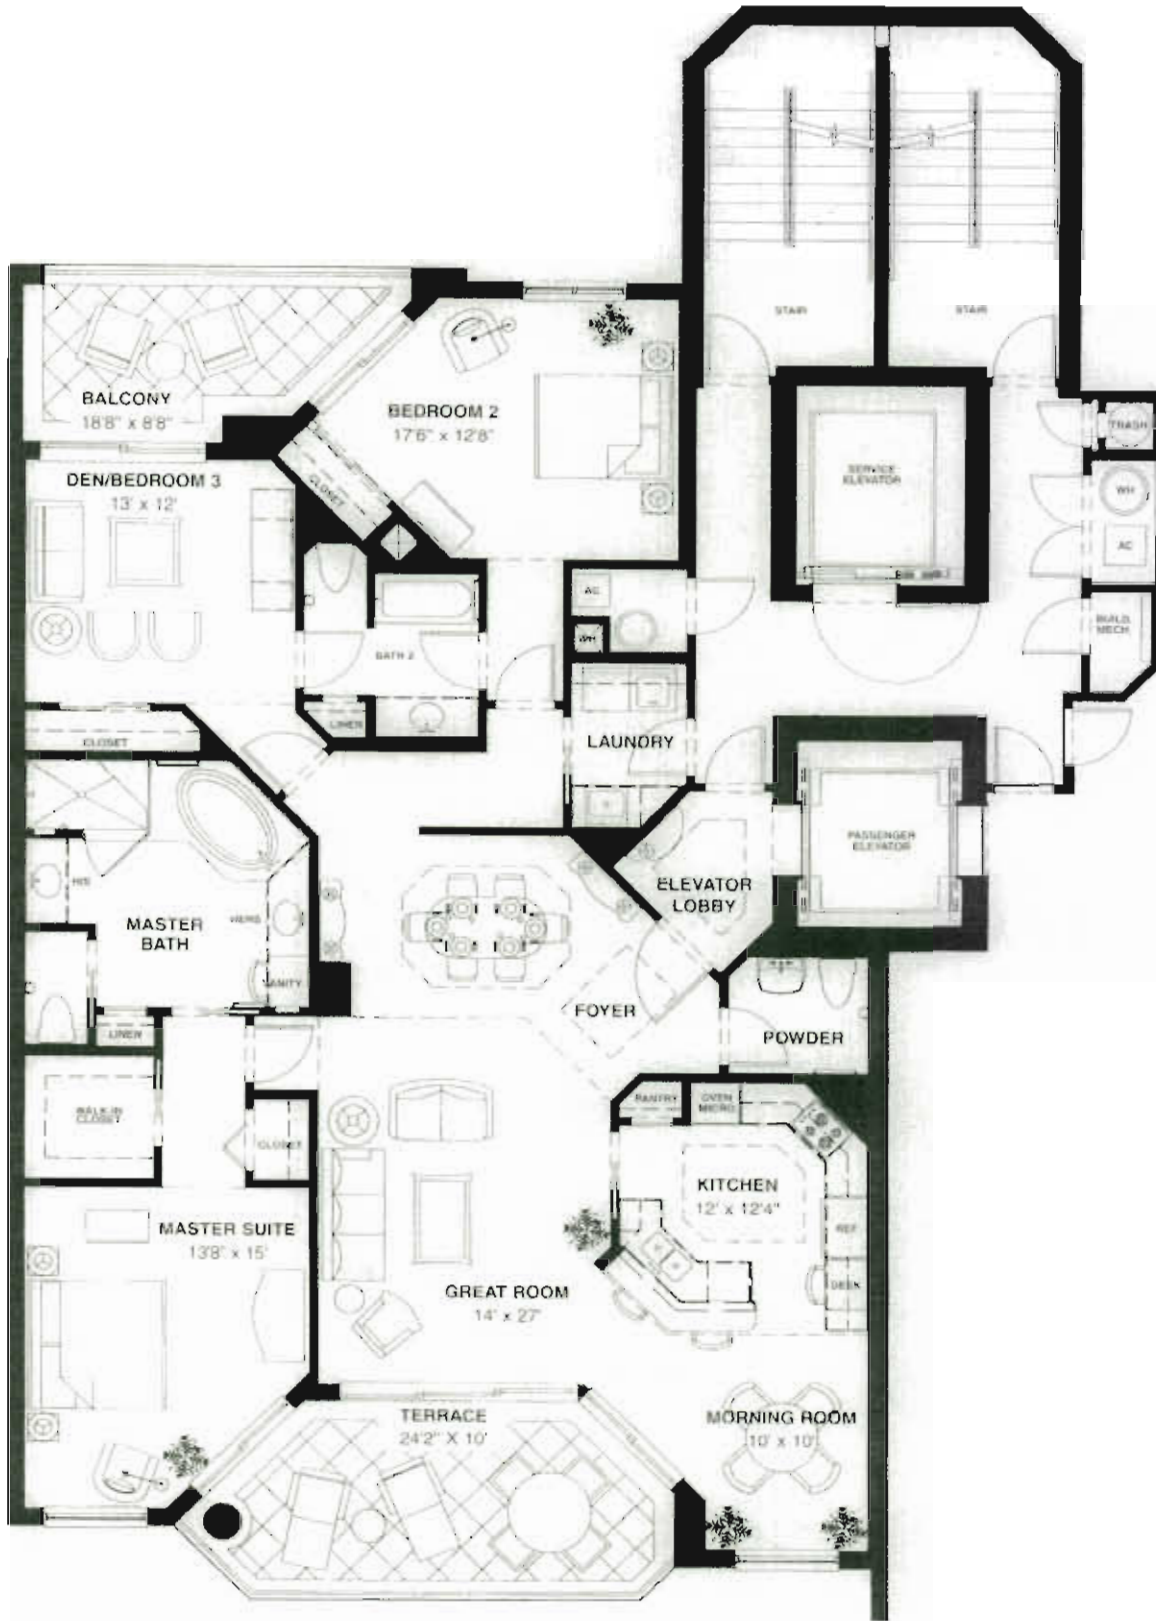 STAIR
STAIR
BALCONY
18'8" x 8'8"
BEDROOM 2
17'6" x 12'8"
TRASH
SERVICE
ELEVATOR
DEN/BEDROOM 3
13' x 12'
CLOSET
WH
AC
AC
WH
BUILD.
MECH
BATH 2
LINEN
CLOSET
LAUNDRY
PASSENGER
ELEVATOR
HIS
HERS
MASTER
BATH
ELEVATOR
LOBBY
VANITY
FOYER
LINEN
POWDER
WALK-IN
CLOSET
PANTRY
OVEN
MICRO
CLOSET
KITCHEN
12' x 12'4"
MASTER SUITE
13'8" x 15'
REF
DESK
GREAT ROOM
14' x 27'
TERRACE
24'2" X 10'
MORNING ROOM
10' x 10'